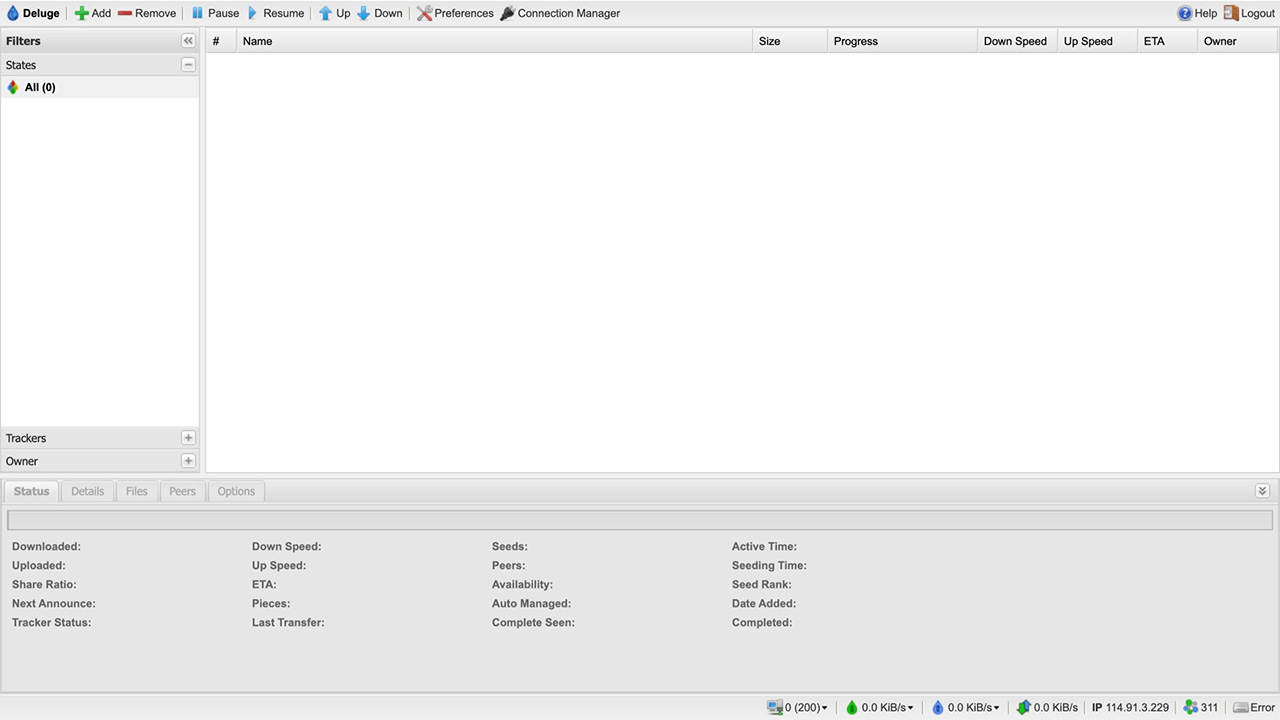 Deluge Add Remove Pause Resume Up Down Preferences Connection Manager Help Logout
Filters # Name Size Progress Down Speed Up Speed ETA Owner
States
All (0)
Trackers
Owner
Status Details Files Peers Options
Downloaded: Down Speed: Seeds: Active Time:
Uploaded: Up Speed: Peers: Seeding Time:
Share Ratio: ETA: Availability: Seed Rank:
Next Announce: Pieces: Auto Managed: Date Added:
Tracker Status: Last Transfer: Complete Seen: Completed:
0 (200) 0.0 KiB/s 0.0 KiB/s 0.0 KiB/s IP 114.91.3.229 311 Error